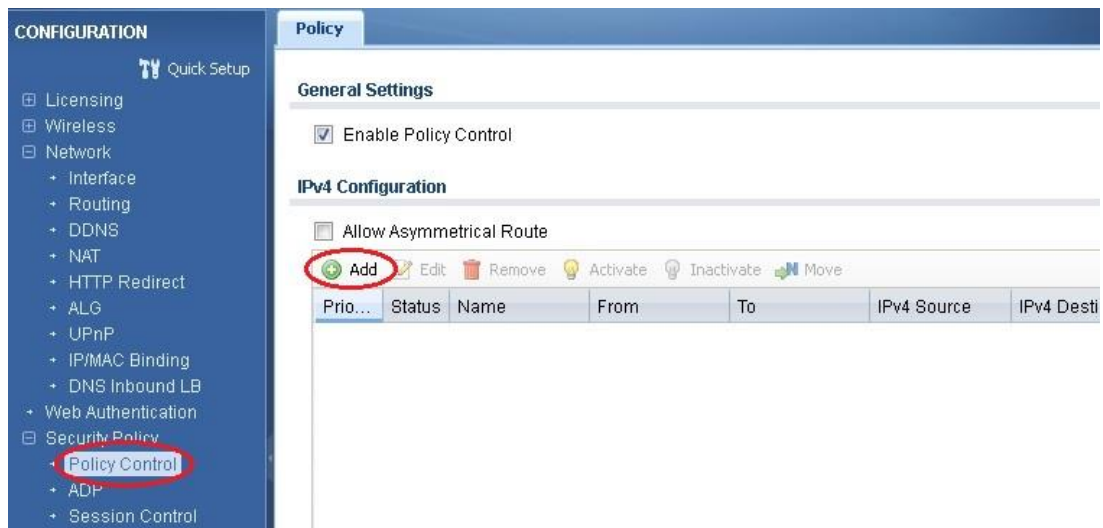 CONFIGURATION
Quick Setup
Licensing
Wireless
Network
Interface
Routing
DDNS
NAT
HTTP Redirect
ALG
UPnP
IP/MAC Binding
DNS Inbound LB
Web Authentication
Security Policy
Policy Control
ADP
Session Control
Policy
General Settings
Enable Policy Control
IPv4 Configuration
Allow Asymmetrical Route
Add Edit Remove Activate Inactivate Move
Prio... Status Name From To IPv4 Source IPv4 Desti